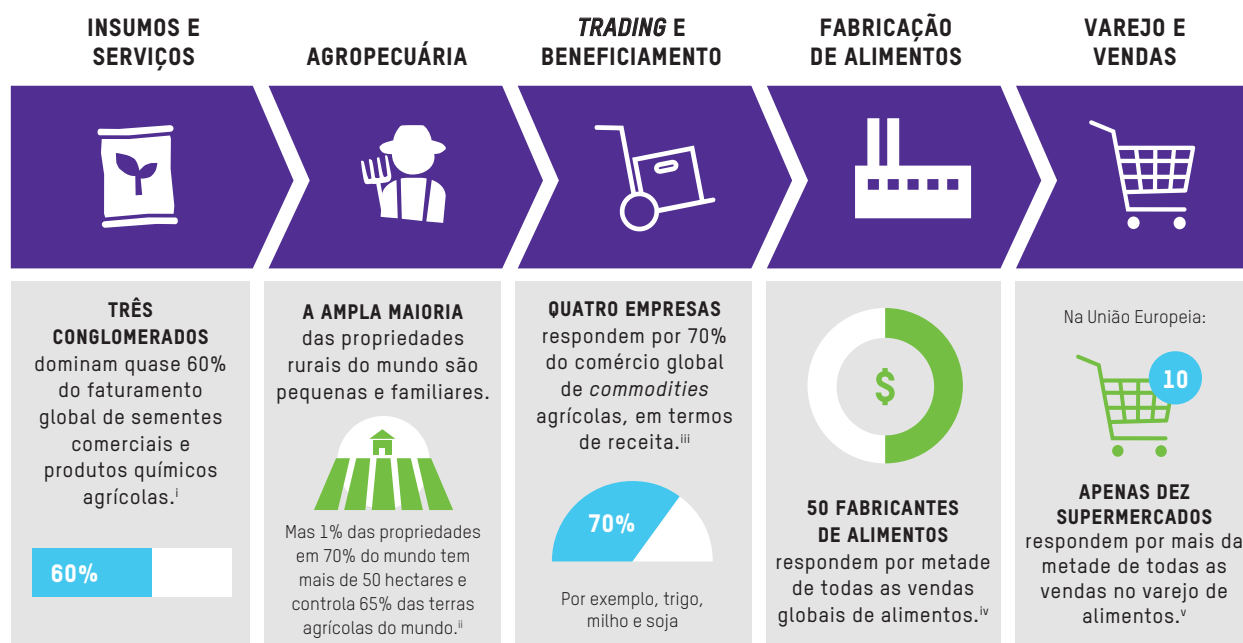 INSUMOS E
SERVIÇOS
TRÊS
CONGLOMERADOS
dominam quase 60%
do faturamento
global de sementes
comerciais e
produtos químicos
agrícolas.ⁱ
60%
AGROPECUÁRIA
A AMPLA MAIORIA
das propriedades
rurais do mundo são
pequenas e familiares.
Mas 1% das propriedades
em 70% do mundo tem
mais de 50 hectares e
controla 65% das terras
agrícolas do mundo.ⁱⁱ
TRADING E
BENEFICIAMENTO
QUATRO EMPRESAS
respondem por 70%
do comércio global
de commodities
agrícolas, em termos
de receita.ⁱⁱⁱ
70%
Por exemplo, trigo,
milho e soja
FABRICAÇÃO
DE ALIMENTOS
$
50 FABRICANTES
DE ALIMENTOS
respondem por metade
de todas as vendas
globais de alimentos.ⁱᵛ
VAREJO E
VENDAS
Na União Europeia:
10
APENAS DEZ
SUPERMERCADOS
respondem por mais da
metade de todas as
vendas no varejo de
alimentos.ᵛ